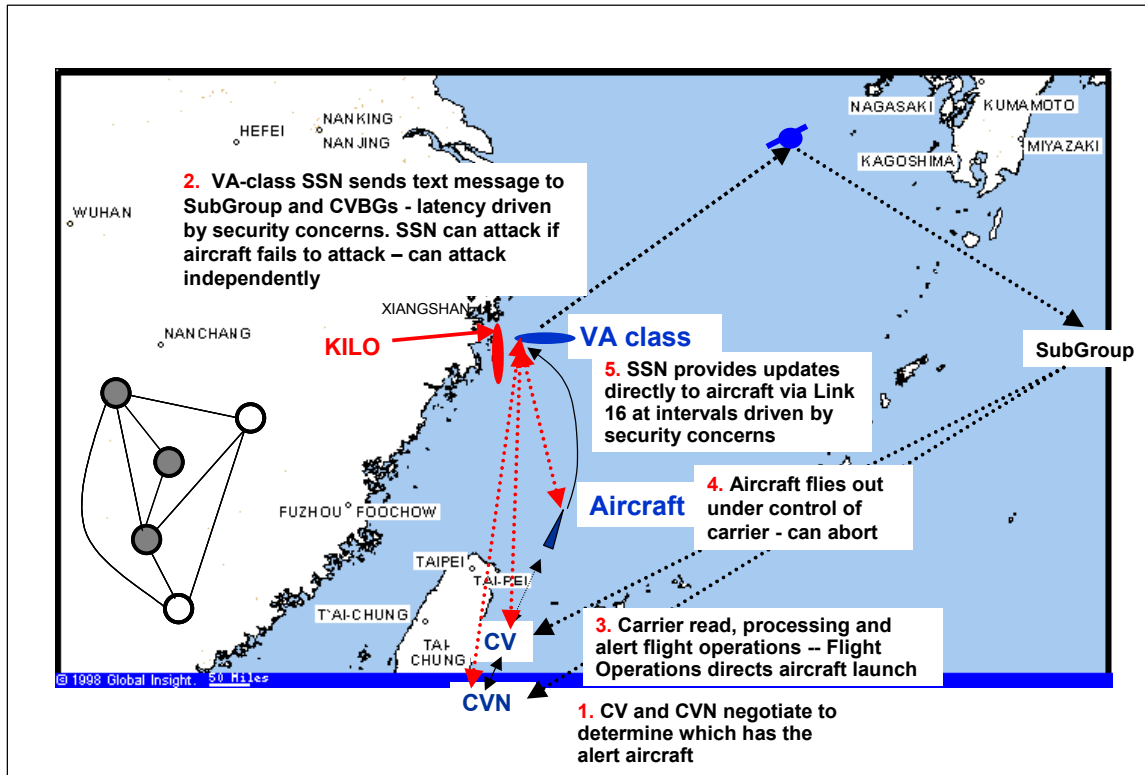 NAGASAKI
KUMAMOTO
NANKING
NANJING
HEFEI
MIYAZAKI
KAGOSHIMA
2. VA-class SSN sends text message to
SubGroup and CVBGs - latency driven
by security concerns. SSN can attack if
aircraft fails to attack – can attack
independently
WUHAN
XIANGSHAN
NANCHANG
KILO
VA class
SubGroup
5. SSN provides updates
directly to aircraft via Link
16 at intervals driven by
security concerns
FUZHOU
FOOCHOW
Aircraft
4. Aircraft flies out
under control of
carrier - can abort
TAIPEI
TAI-PEI
T'AI-CHUNG
TAI-
CHUNG
CV
3. Carrier read, processing and
alert flight operations -- Flight
Operations directs aircraft launch
© 1998 Global Insight. 50 Miles
CVN
1. CV and CVN negotiate to
determine which has the
alert aircraft